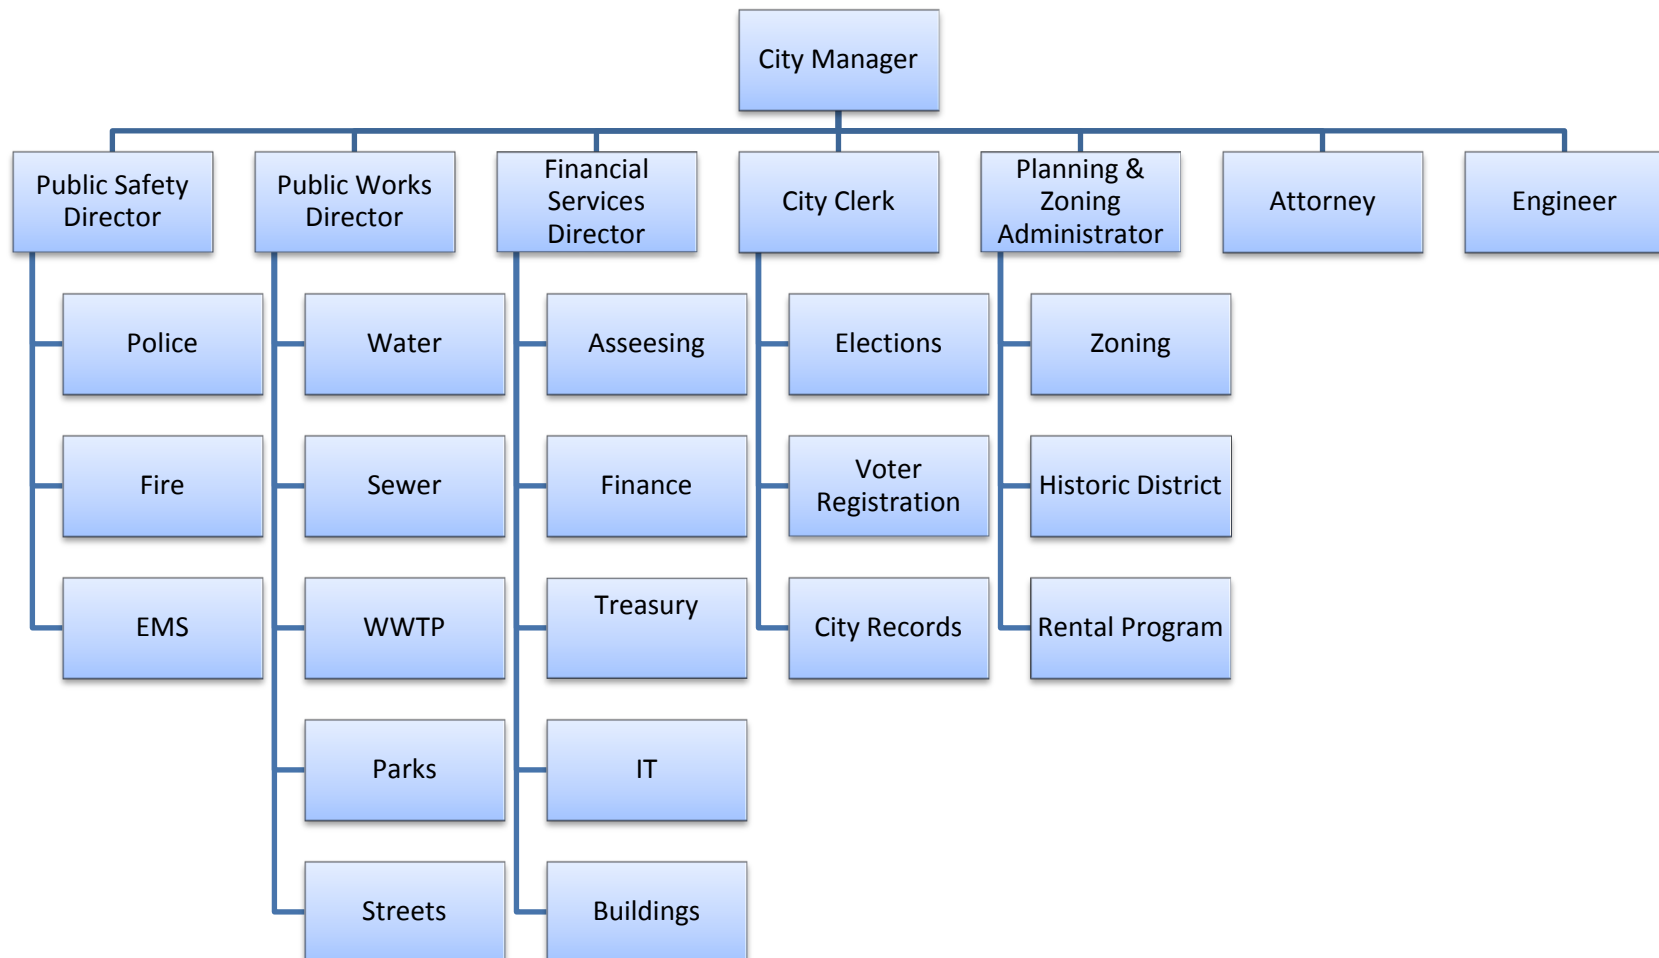 City Manager
Public Safety
Director
Public Works
Director
Financial
Services
Director
City Clerk
Planning &
Zoning
Administrator
Attorney
Engineer
Police
Fire
EMS
Water
Sewer
WWTP
Parks
Streets
Asseesing
Finance
Treasury
IT
Buildings
Elections
Voter
Registration
City Records
Zoning
Historic District
Rental Program